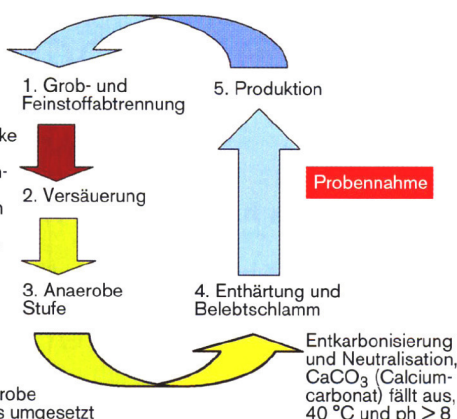 1. Grob- und
Feinstoffabtrennung
5. Produktion
2. Versäuerung
Probennahme
3. Anaerobe
Stufe
4. Enthärtung und
Belebtschlamm
Entkarbonisierung
und Neutralisation,
CaCO₃ (Calcium-
carbonat) fällt aus,
40 °C und ph > 8
umgesetzt